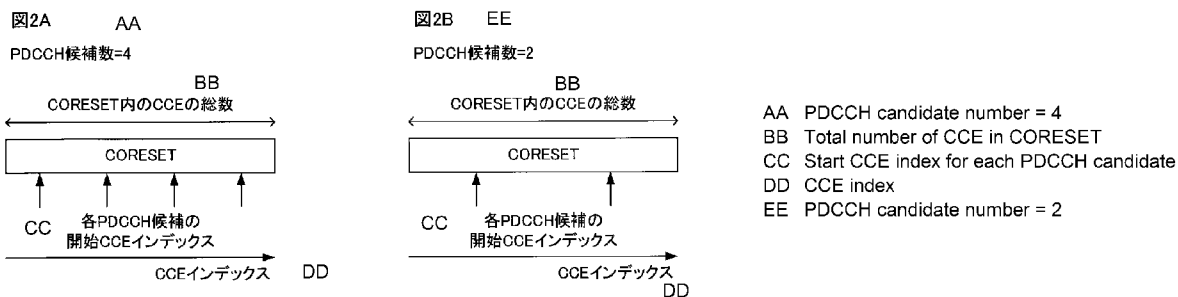 図2A AA
PDCCH候補数=4
BB
CORESET内のCCEの総数
CORESET
CC 各PDCCH候補の
開始CCEインデックス
CCEインデックス DD
図2B EE
PDCCH候補数=2
BB
CORESET内のCCEの総数
CORESET
CC 各PDCCH候補の
開始CCEインデックス
CCEインデックス
DD
AA PDCCH candidate number = 4
BB Total number of CCE in CORESET
CC Start CCE index for each PDCCH candidate
DD CCE index
EE PDCCH candidate number = 2